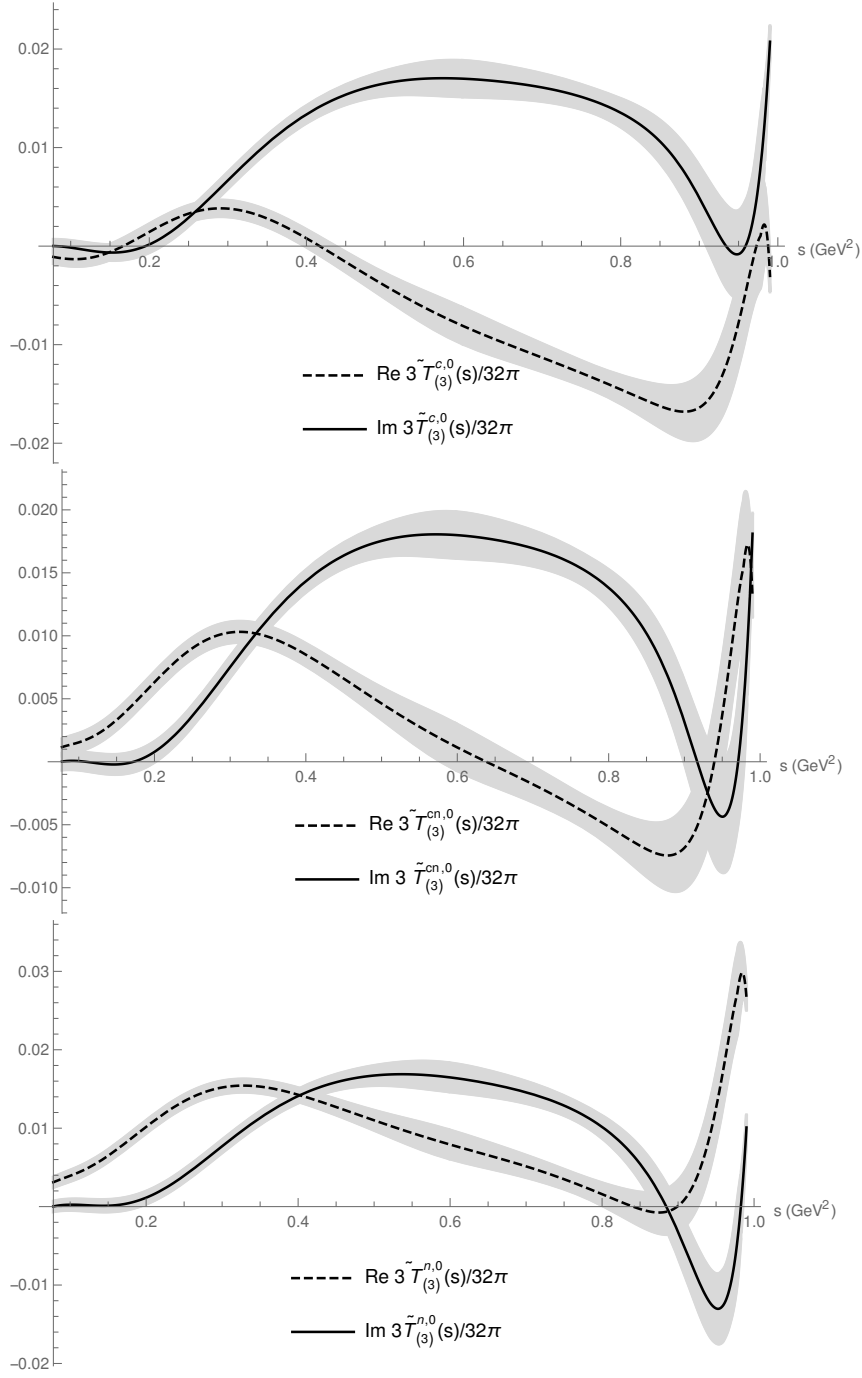 0.02
0.01
0.2 0.4 0.6 0.8 1.0 s (GeV²)
−0.01
−0.02
Re 3 T̃₍₃₎^{c,0}(s)/32π
Im 3 T̃₍₃₎^{c,0}(s)/32π
0.020
0.015
0.010
0.005
0.2 0.4 0.6 0.8 1.0 s (GeV²)
−0.005
−0.010
Re 3 T̃₍₃₎^{cn,0}(s)/32π
Im 3 T̃₍₃₎^{cn,0}(s)/32π
0.03
0.02
0.01
0.2 0.4 0.6 0.8 1.0 s (GeV²)
−0.01
−0.02
Re 3 T̃₍₃₎^{n,0}(s)/32π
Im 3 T̃₍₃₎^{n,0}(s)/32π